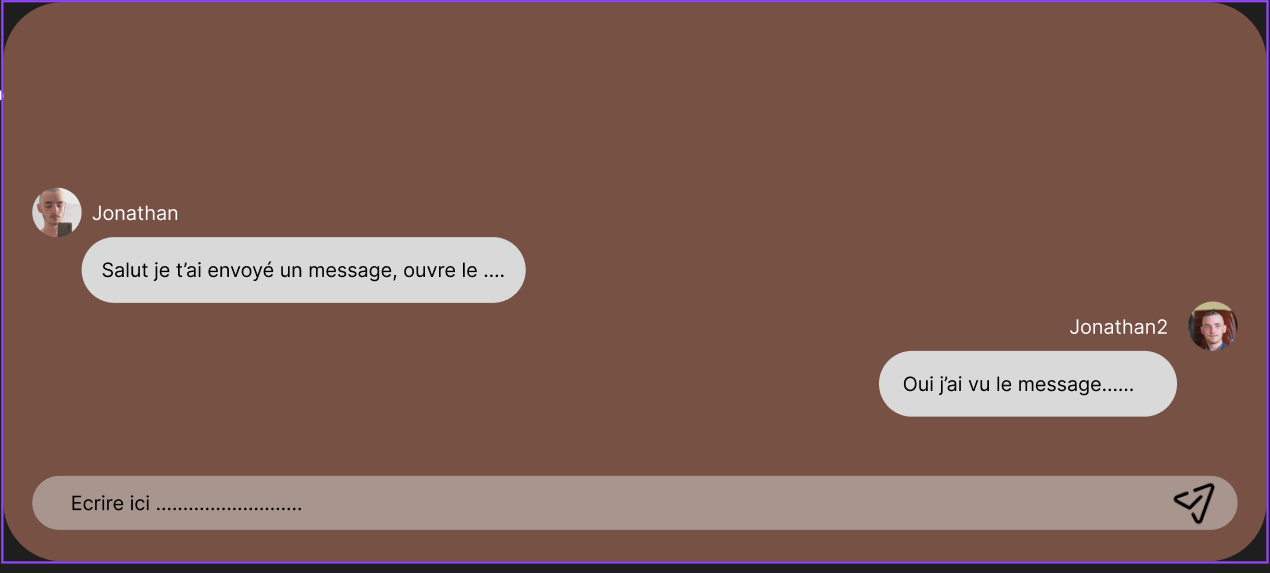 Jonathan
Salut je t’ai envoyé un message, ouvre le ....
Jonathan2
Oui j’ai vu le message......
Ecrire ici ...........................